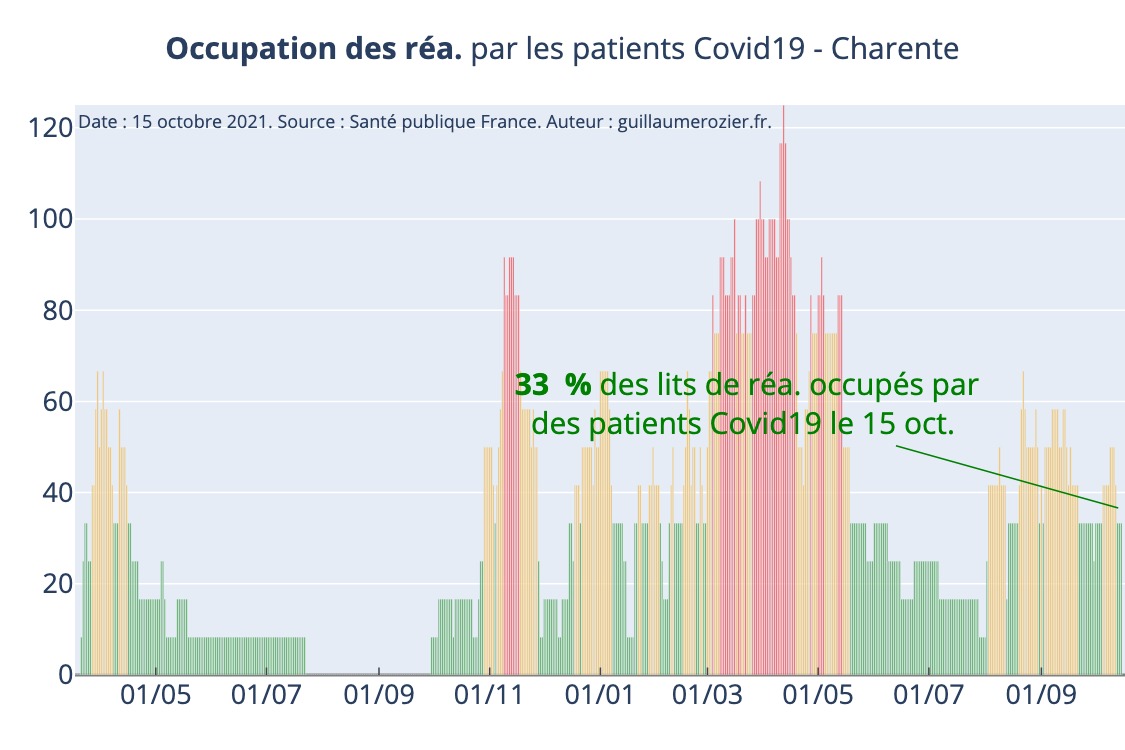 Occupation des réa. par les patients Covid19 - Charente
Date : 15 octobre 2021. Source : Santé publique France. Auteur : guillaumerozier.fr.
120
100
80
60
40
20
0
33 % des lits de réa. occupés par
des patients Covid19 le 15 oct.
01/05 01/07 01/09 01/11 01/01 01/03 01/05 01/07 01/09